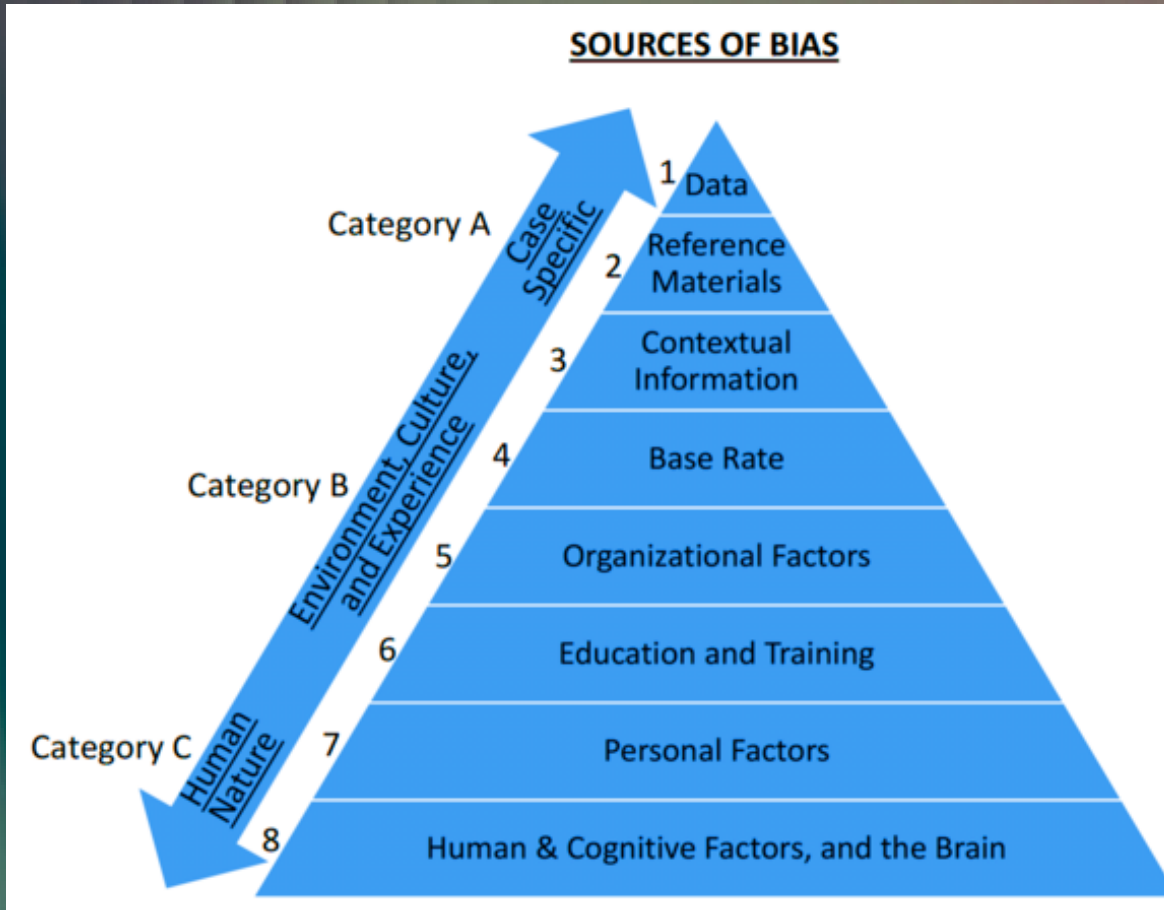 SOURCES OF BIAS
Category A
Case
Specific
Category B
Environment, Culture,
and Experience
Category C
Human
Nature
1
Data
2
Reference
Materials
3
Contextual
Information
4
Base Rate
5
Organizational Factors
6
Education and Training
7
Personal Factors
8
Human & Cognitive Factors, and the Brain